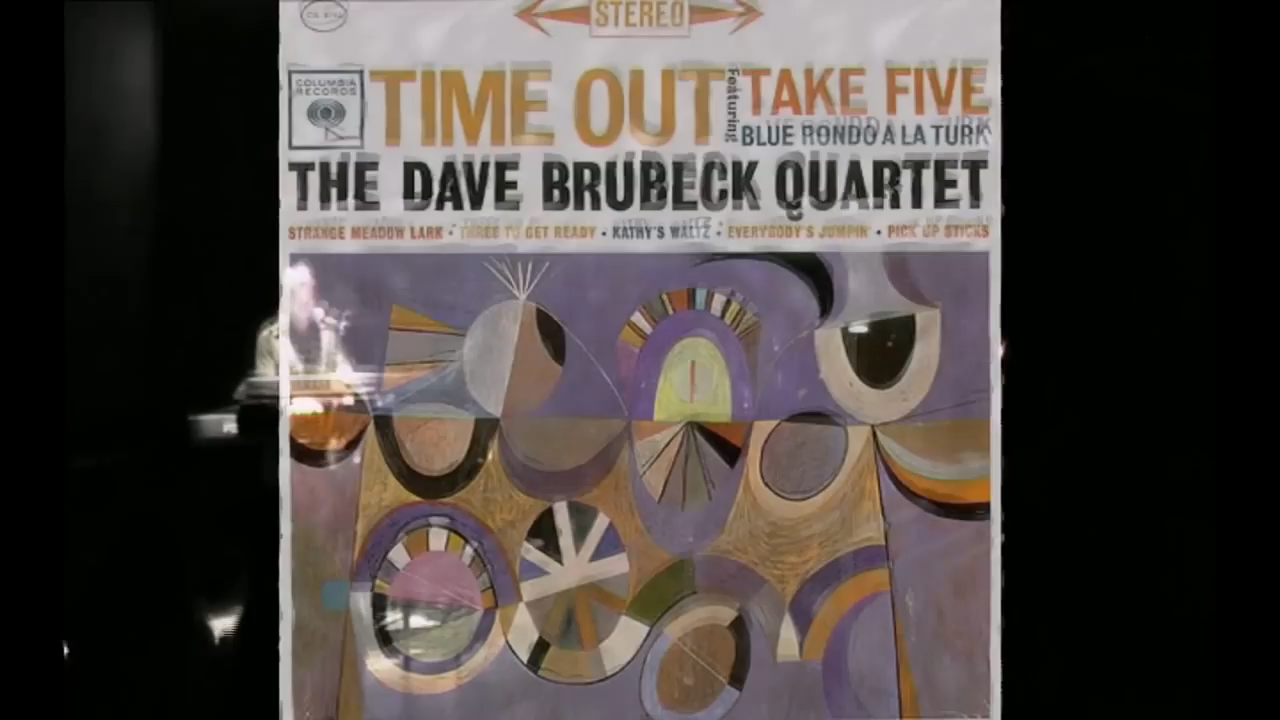 STEREO
COLUMBIA
RECORDS
TIME OUT
Featuring
TAKE FIVE
BLUE RONDO A LA TURK
THE DAVE BRUBECK QUARTET
STRANGE MEADOW LARK • THREE TO GET READY • KATHY'S WALTZ • EVERYBODY'S JUMPIN' • PICK UP STICKS